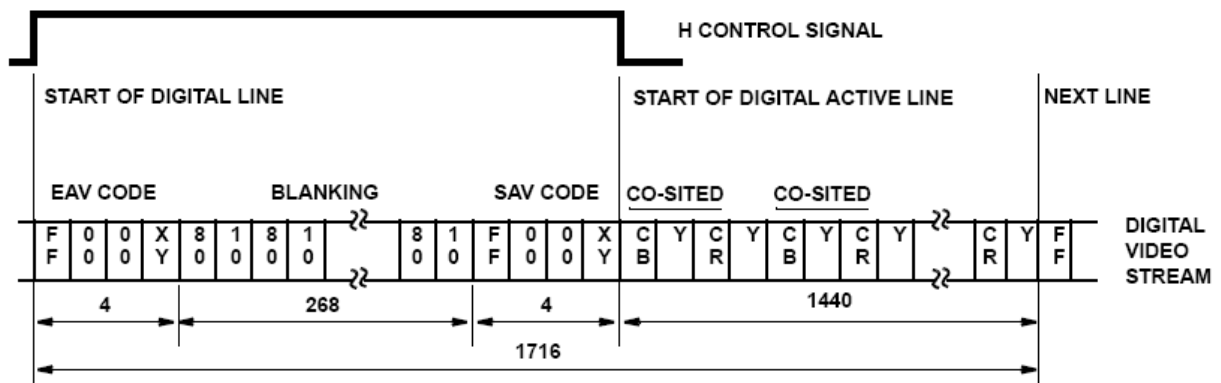 H CONTROL SIGNAL
START OF DIGITAL LINE
START OF DIGITAL ACTIVE LINE
NEXT LINE
EAV CODE
BLANKING
SAV CODE
CO-SITED
CO-SITED
F 0 0 X 8 1 8 1 8 1 F 0 0 X C Y C Y C Y C Y C Y F
F 0 0 Y 0 0 0 0 0 0 F 0 0 Y B R B R R F
DIGITAL
VIDEO
STREAM
4
268
4
1440
1716